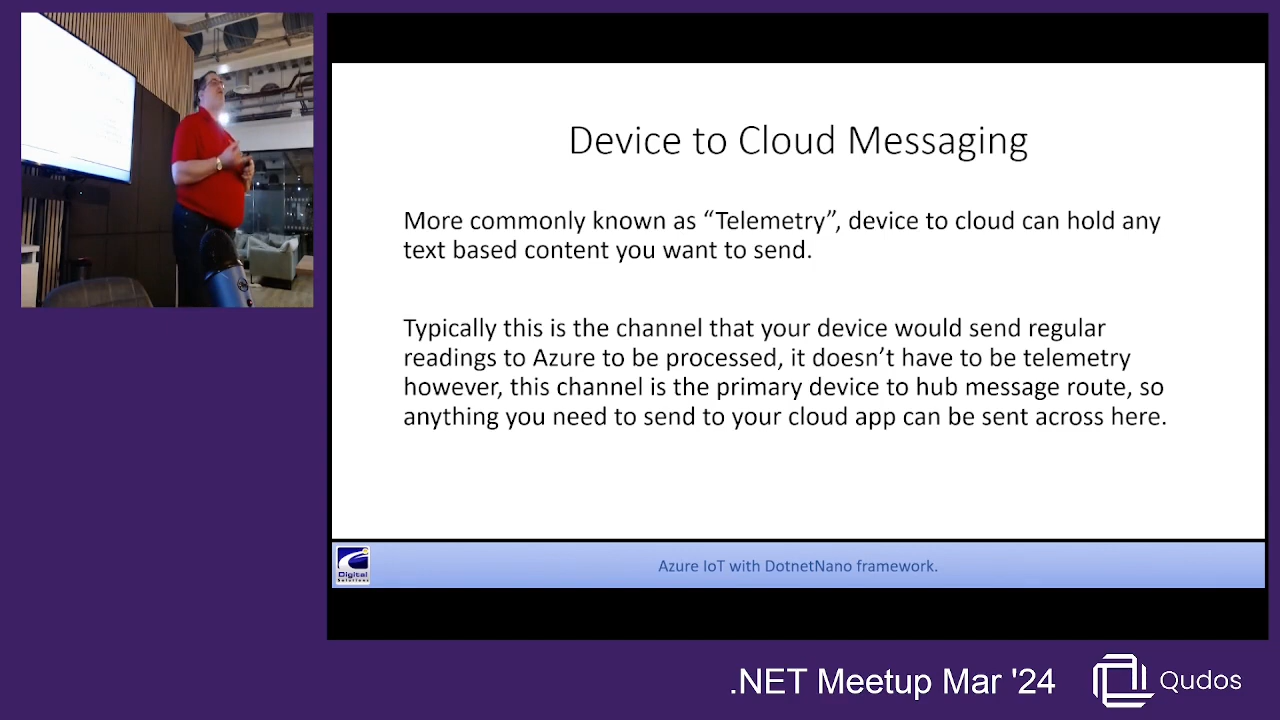 Device to Cloud Messaging
More commonly known as “Telemetry”, device to cloud can hold any
text based content you want to send.
Typically this is the channel that your device would send regular
readings to Azure to be processed, it doesn’t have to be telemetry
however, this channel is the primary device to hub message route, so
anything you need to send to your cloud app can be sent across here.
Digital
Solutions
Azure IoT with DotnetNano framework.
.NET Meetup Mar '24
Qudos